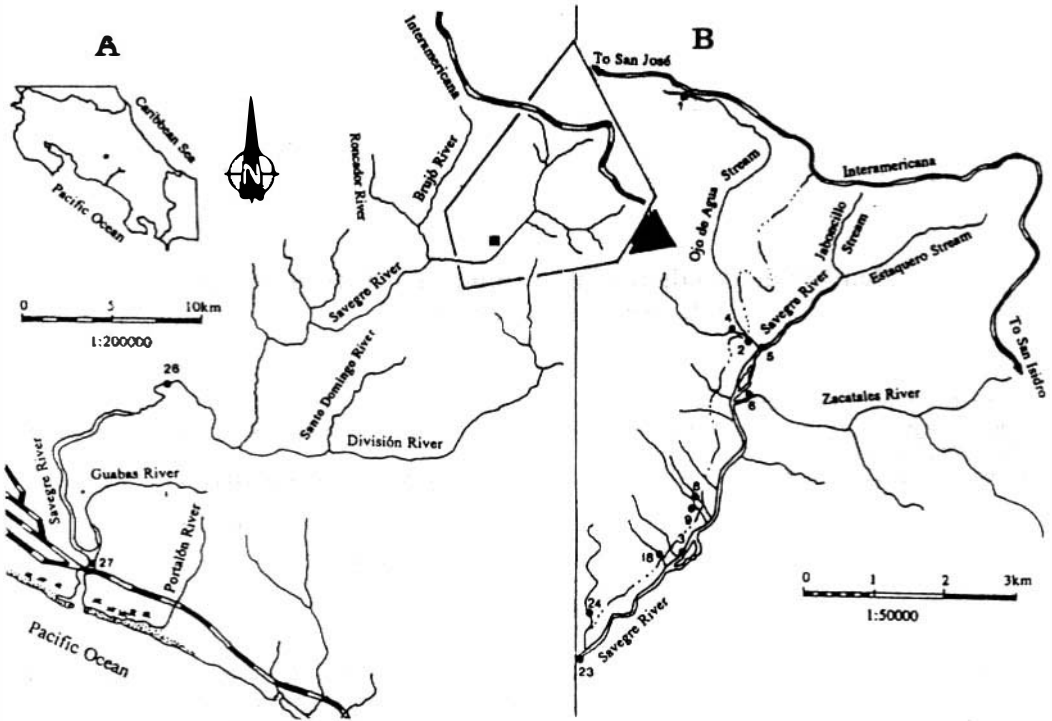 A
B
Interamericana
To San José
1
Caribbean Sea
Pacific Ocean
N
Roncador River
Brujó River
Ojo de Agua Stream
Interamericana
Jaboncillo Stream
Estaquero Stream
Savegre River
Savegre River
0 5 10km
1:200000
4
2
5
6
To San Isidro
Santo Domingo River
Zacatales River
26
División River
Savegre River
Guabas River
Portalón River
8
9
3
18
27
24
23
Savegre River
0 1 2 3km
1:50000
Pacific Ocean